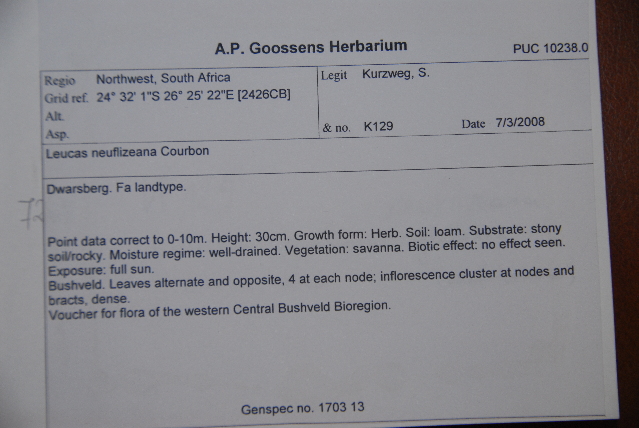 A.P. Goossens Herbarium
PUC 10238.0
Regio Northwest, South Africa
Legit Kurzweg, S.
Grid ref. 24° 32' 1"S 26° 25' 22"E [2426CB]
Alt.
Asp.
& no. K129 Date 7/3/2008
Leucas neuflizeana Courbon
Dwarsberg. Fa landtype.
Point data correct to 0-10m. Height: 30cm. Growth form: Herb. Soil: loam. Substrate: stony
soil/rocky. Moisture regime: well-drained. Vegetation: savanna. Biotic effect: no effect seen.
Exposure: full sun.
Bushveld. Leaves alternate and opposite, 4 at each node; inflorescence cluster at nodes and
bracts, dense.
Voucher for flora of the western Central Bushveld Bioregion.
Genspec no. 1703 13